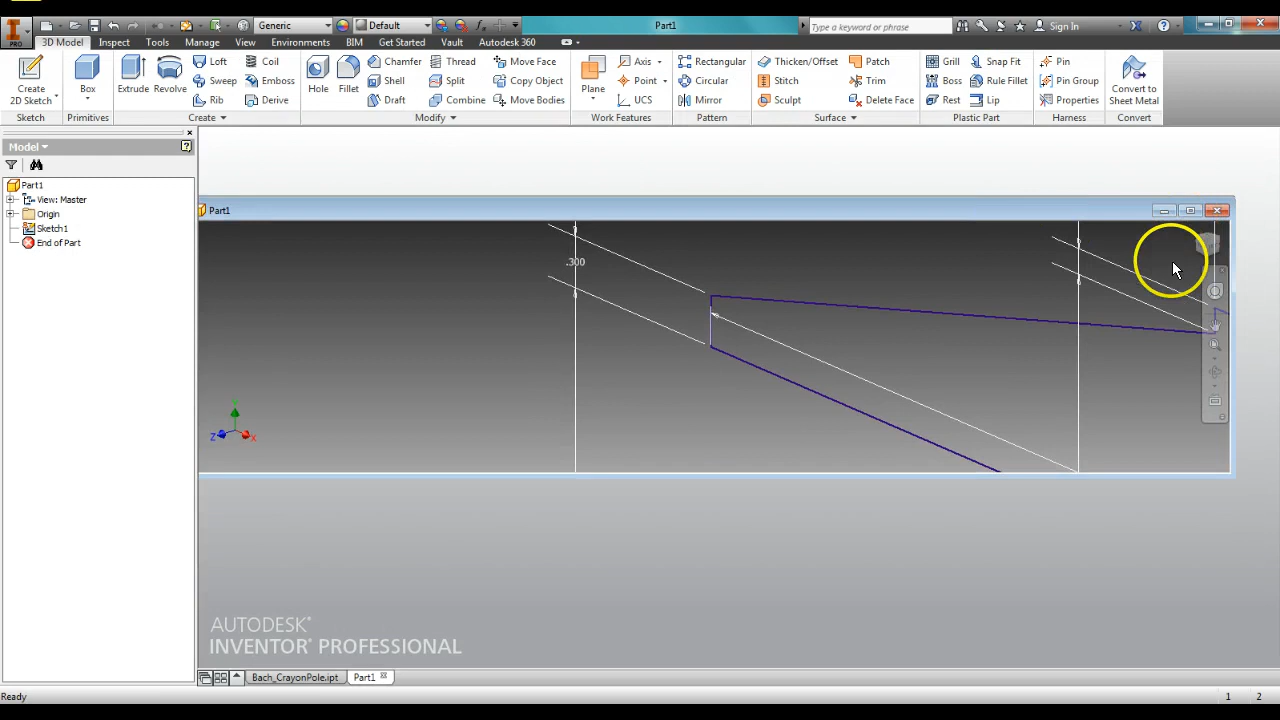 PRO
Generic
Default
Part1
Type a keyword or phrase
Sign In
3D Model Inspect Tools Manage View Environments BIM Get Started Vault Autodesk 360
Create
2D Sketch
Box
Extrude
Revolve
Loft
Sweep
Rib
Coil
Emboss
Derive
Hole
Fillet
Chamfer
Shell
Draft
Thread
Split
Combine
Move Face
Copy Object
Move Bodies
Plane
Axis
Point
UCS
Rectangular
Circular
Mirror
Thicken/Offset
Stitch
Sculpt
Patch
Trim
Delete Face
Grill
Boss
Rest
Snap Fit
Rule Fillet
Lip
Pin
Pin Group
Properties
Convert to
Sheet Metal
Sketch Primitives Create Modify Work Features Pattern Surface Plastic Part Harness Convert
Model
Part1
View: Master
Origin
Sketch1
End of Part
Part1
.300
Y
Z
X
AUTODESK®
INVENTOR® PROFESSIONAL
Bach_CrayonPole.ipt
Part1
Ready
1 2